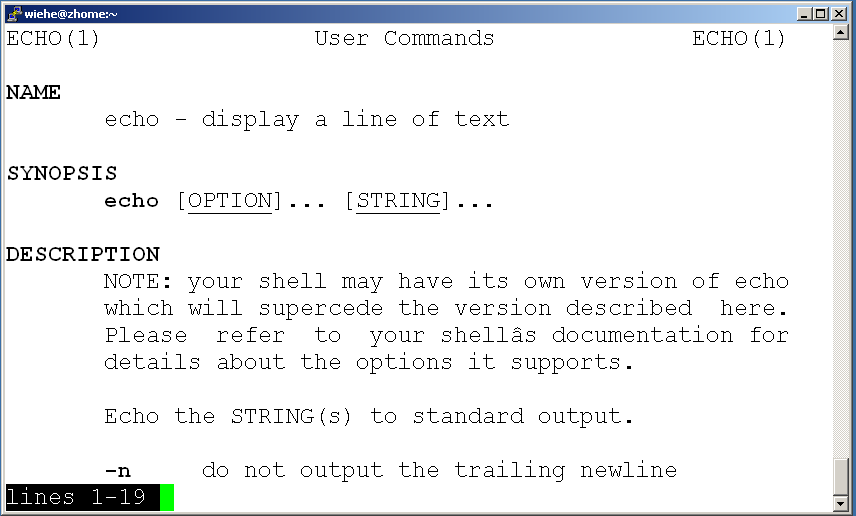 wiehe@zhome:~
ECHO(1) User Commands ECHO(1)
NAME
echo - display a line of text
SYNOPSIS
echo [OPTION]... [STRING]...
DESCRIPTION
NOTE: your shell may have its own version of echo
which will supercede the version described here.
Please refer to your shellâs documentation for
details about the options it supports.
Echo the STRING(s) to standard output.
-n do not output the trailing newline
lines 1-19